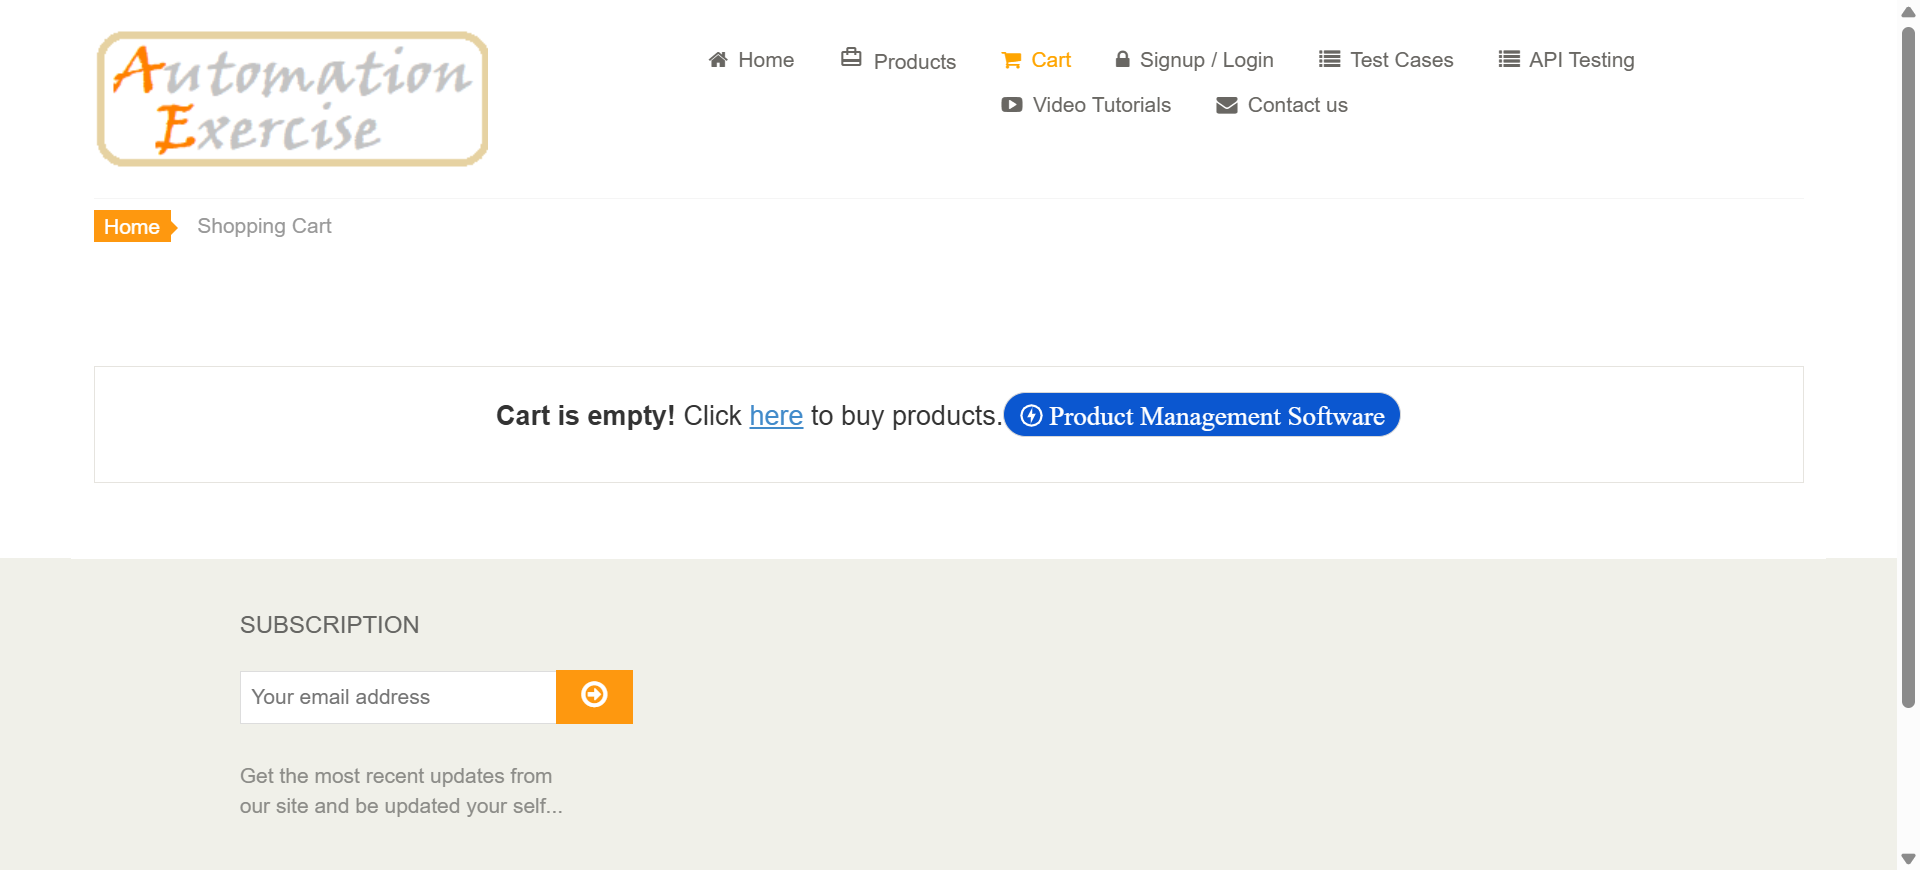 Automation
Exercise
Home
Products
Cart
Signup / Login
Test Cases
API Testing
Video Tutorials
Contact us
Home
Shopping Cart
Cart is empty! Click here to buy products. Product Management Software
SUBSCRIPTION
Your email address
Get the most recent updates from
our site and be updated your self...